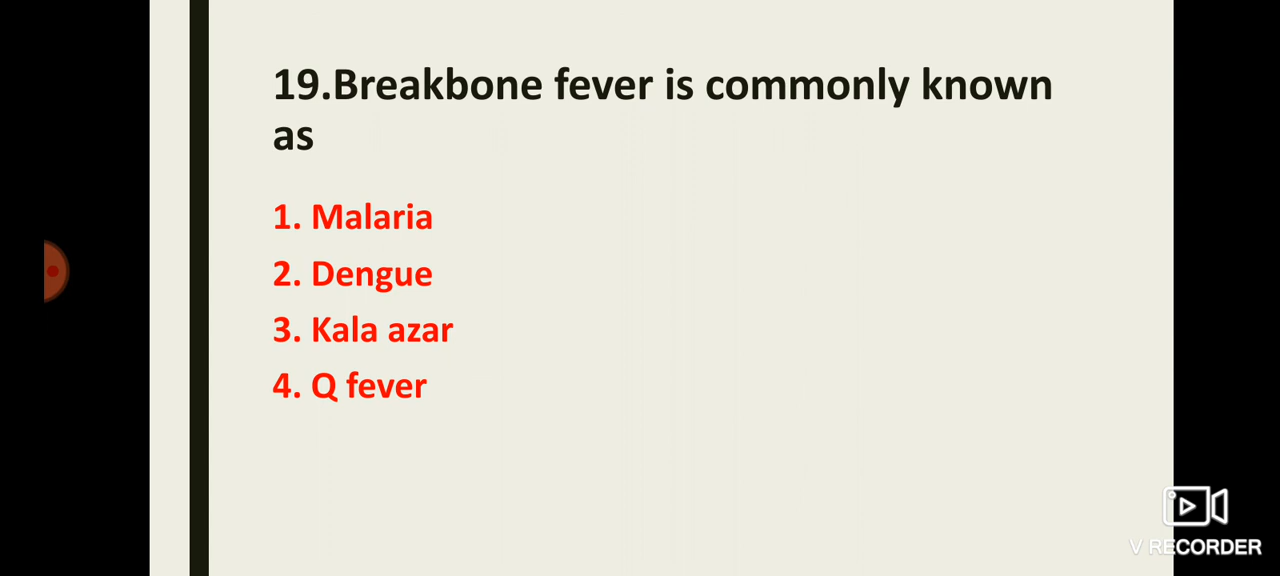 19.Breakbone fever is commonly known
as
1. Malaria
2. Dengue
3. Kala azar
4. Q fever
V RECORDER